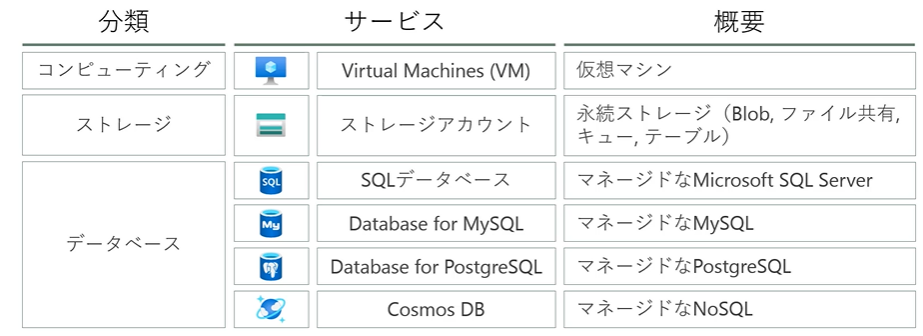 分類 サービス 概要
コンピューティング Virtual Machines (VM) 仮想マシン
ストレージ ストレージアカウント 永続ストレージ（Blob, ファイル共有,
キュー, テーブル）
データベース
SQL SQLデータベース マネージドなMicrosoft SQL Server
My Database for MySQL マネージドなMySQL
Database for PostgreSQL マネージドなPostgreSQL
Cosmos DB マネージドなNoSQL